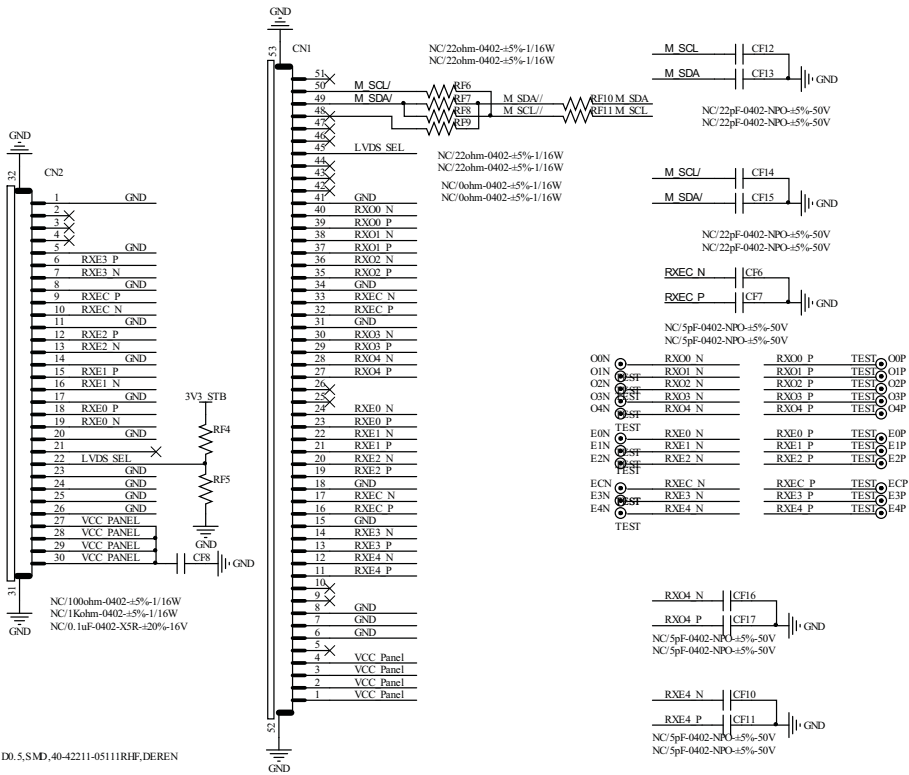 GND
53
CN1
51
50 M_SCL/
49 M_SDA/
48
47
46
45 LVDS_SEL
44
43
42
41 GND
40 RXO0_N
39 RXO0_P
38 RXO1_N
37 RXO1_P
36 RXO2_N
35 RXO2_P
34 GND
33 RXEC_N
32 RXEC_P
31 GND
30 RXO3_N
29 RXO3_P
28 RXO4_N
27 RXO4_P
26
25
24 RXE0_N
23 RXE0_P
22 RXE1_N
21 RXE1_P
20 RXE2_N
19 RXE2_P
18 GND
17 RXEC_N
16 RXEC_P
15 GND
14 RXE3_N
13 RXE3_P
12 RXE4_N
11 RXE4_P
10
9
8 GND
7 GND
6 GND
5
4 VCC_Panel
3 VCC_Panel
2 VCC_Panel
1 VCC_Panel
52
GND
NC/22ohm-0402-±5%-1/16W
NC/22ohm-0402-±5%-1/16W
RF6
RF7
RF8
RF9
M_SDA//
M_SCL//
RF10 M_SDA
RF11 M_SCL
NC/22ohm-0402-±5%-1/16W
NC/22ohm-0402-±5%-1/16W
NC/0ohm-0402-±5%-1/16W
NC/0ohm-0402-±5%-1/16W
GND
32
CN2
1 GND
2
3
4
5 GND
6 RXE3_P
7 RXE3_N
8 GND
9 RXEC_P
10 RXEC_N
11 GND
12 RXE2_P
13 RXE2_N
14 GND
15 RXE1_P
16 RXE1_N
17 GND
18 RXE0_P
19 RXE0_N
20 GND
21
22 LVDS_SEL
23 GND
24 GND
25 GND
26 GND
27 VCC_PANEL
28 VCC_PANEL
29 VCC_PANEL
30 VCC_PANEL
31
GND
3V3_STB
RF4
RF5
GND
CF8
GND
NC/100ohm-0402-±5%-1/16W
NC/1Kohm-0402-±5%-1/16W
NC/0.1uF-0402-X5R-±20%-16V
D0.5,SMD,40-42211-05111RHF,DEREN
M_SCL CF12
M_SDA CF13
GND
NC/22pF-0402-NPO-±5%-50V
NC/22pF-0402-NPO-±5%-50V
M_SCL/ CF14
M_SDA/ CF15
GND
NC/22pF-0402-NPO-±5%-50V
NC/22pF-0402-NPO-±5%-50V
RXEC_N CF6
RXEC_P CF7
GND
NC/5pF-0402-NPO-±5%-50V
NC/5pF-0402-NPO-±5%-50V
O0N RXO0_N RXO0_P TEST O0P
O1N TEST RXO1_N RXO1_P TEST O1P
O2N RXO2_N RXO2_P TEST O2P
O3N TEST RXO3_N RXO3_P TEST O3P
O4N TEST RXO4_N RXO4_P TEST O4P
TEST
E0N RXE0_N RXE0_P TEST E0P
E1N TEST RXE1_N RXE1_P TEST E1P
E2N TEST RXE2_N RXE2_P TEST E2P
TEST
ECN RXEC_N RXEC_P TEST ECP
E3N TEST RXE3_N RXE3_P TEST E3P
E4N RXE4_N RXE4_P TEST E4P
TEST
RXO4_N CF16
RXO4_P CF17
GND
NC/5pF-0402-NPO-±5%-50V
NC/5pF-0402-NPO-±5%-50V
RXE4_N CF10
RXE4_P CF11
GND
NC/5pF-0402-NPO-±5%-50V
NC/5pF-0402-NPO-±5%-50V